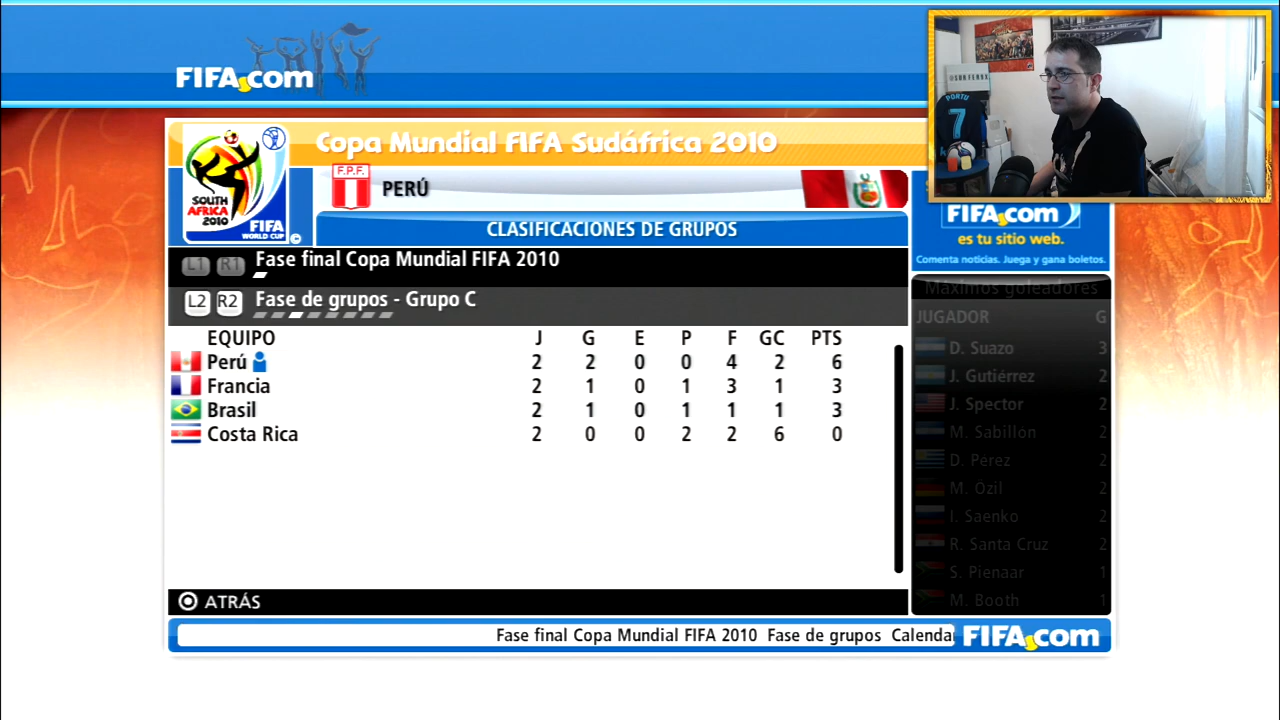 FIFA.com
Copa Mundial FIFA Sudáfrica 2010
SOUTH
AFRICA
2010
FIFA
WORLD CUP
©
F.P.F.
PERÚ
CLASIFICACIONES DE GRUPOS
L1 R1 Fase final Copa Mundial FIFA 2010
L2 R2 Fase de grupos - Grupo C
EQUIPO J G E P F GC PTS
Perú 2 2 0 0 4 2 6
Francia 2 1 0 1 3 1 3
Brasil 2 1 0 1 1 1 3
Costa Rica 2 0 0 2 2 6 0
ATRÁS
Fase final Copa Mundial FIFA 2010 Fase de grupos Calenda
FIFA.com
PORTU
7
FIFA.com
es tu sitio web.
Comenta noticias. Juega y gana boletos.
Máximos goleadores
JUGADOR G
D. Suazo 3
J. Gutiérrez 2
J. Spector 2
M. Sabillón 2
D. Pérez 2
M. Özil 2
I. Saenko 2
R. Santa Cruz 2
S. Pienaar 1
M. Booth 1